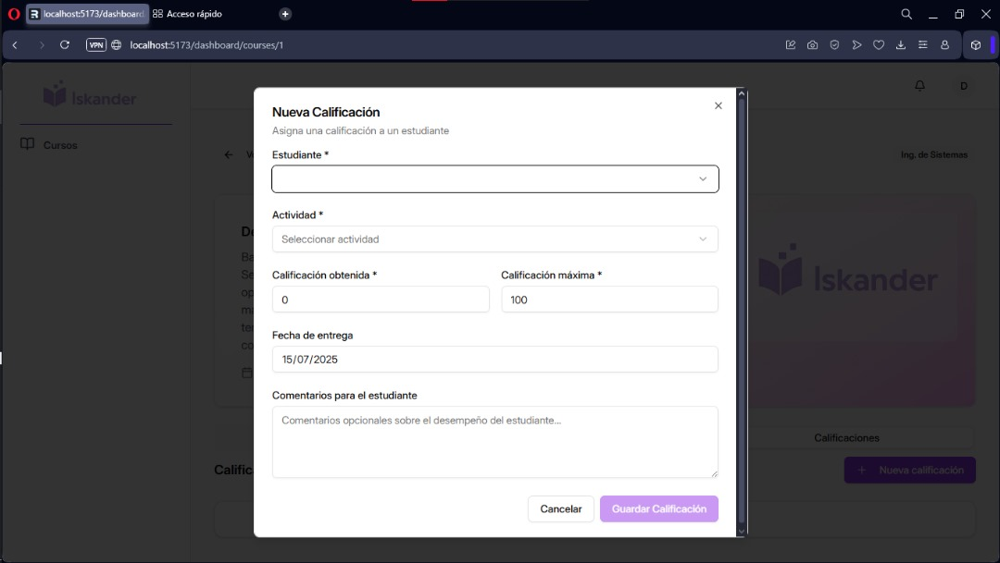 localhost:5173/dashboard
Acceso rápido
VPN
localhost:5173/dashboard/courses/1
Iskander
D
Cursos
Ing. de Sistemas
Nueva Calificación
Asigna una calificación a un estudiante
Estudiante *
Actividad *
Seleccionar actividad
Calificación obtenida *
Calificación máxima *
0
100
Fecha de entrega
15/07/2025
Comentarios para el estudiante
Comentarios opcionales sobre el desempeño del estudiante...
Cancelar
Guardar Calificación
Iskander
Calificaciones
Nueva calificación